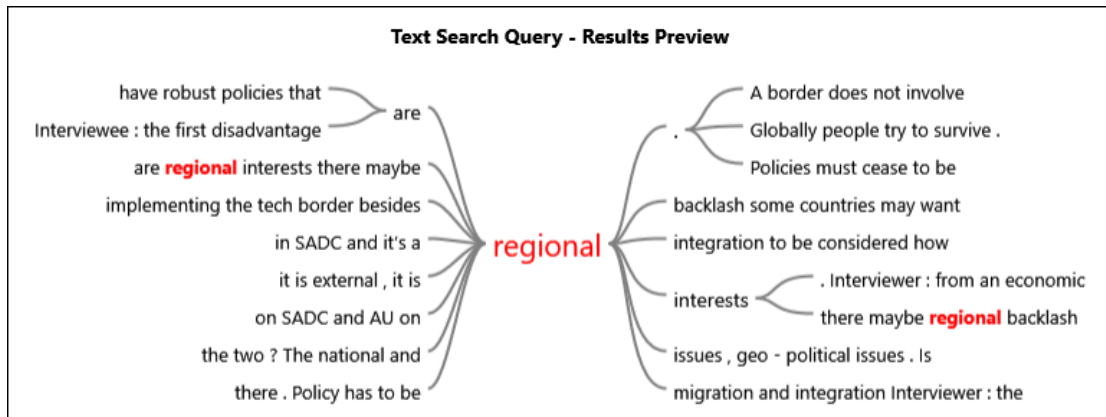 Text Search Query - Results Preview
have robust policies that
Interviewee : the first disadvantage
are
are regional interests there maybe
implementing the tech border besides
in SADC and it's a
it is external , it is
on SADC and AU on
the two ? The national and
there . Policy has to be
regional
.
A border does not involve
Globally people try to survive .
Policies must cease to be
backlash some countries may want
integration to be considered how
interests
. Interviewer : from an economic
there maybe regional backlash
issues , geo - political issues . Is
migration and integration Interviewer : the